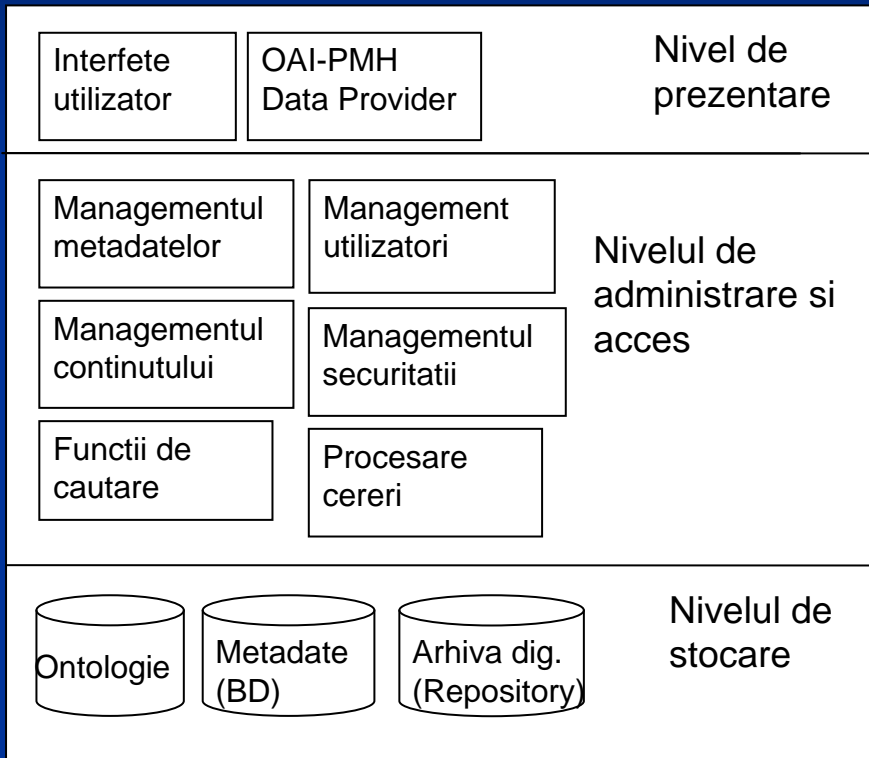 Interfete
utilizator
OAI-PMH
Data Provider
Nivel de
prezentare
Managementul
metadatelor
Management
utilizatori
Managementul
continutului
Managementul
securitatii
Functii de
cautare
Procesare
cereri
Nivelul de
administrare si
acces
Ontologie
Metadate
(BD)
Arhiva dig.
(Repository)
Nivelul de
stocare